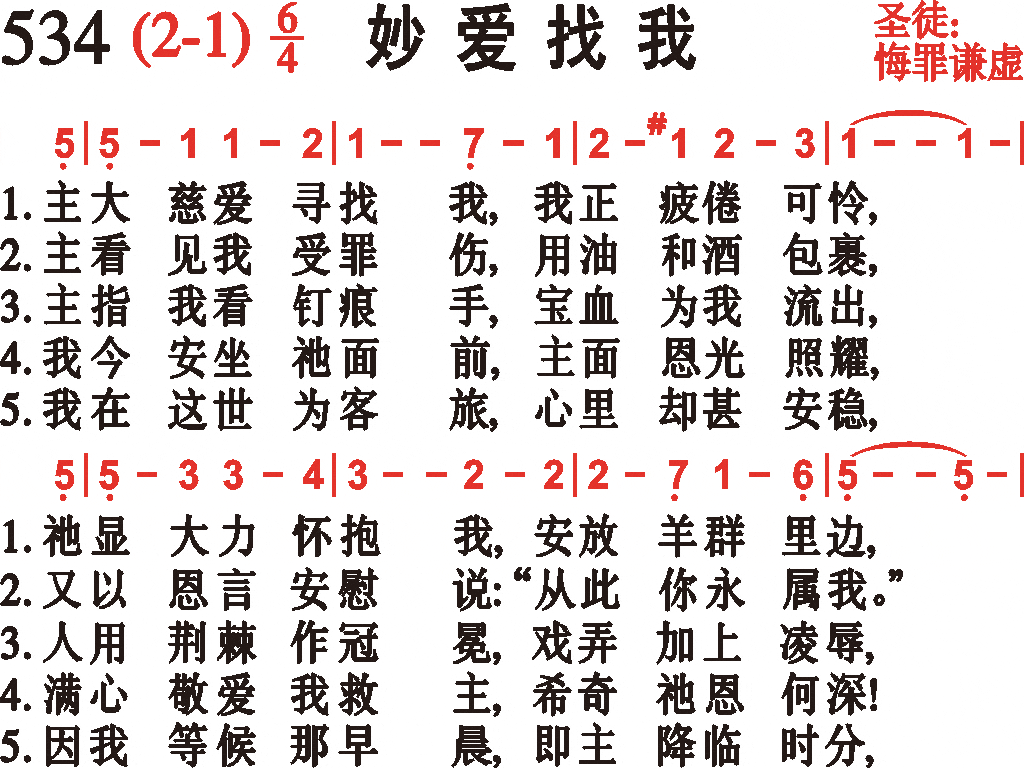 534 (2-1) 6/4 妙爱找我 圣徒:
悔罪谦虚
5|5 - 1 1 - 2|1 - - 7 - 1|2 - #1 2 - 3|1 - - 1 -|
1.主大 慈爱 寻找 我, 我正 疲倦 可怜,
2.主看 见我 受罪 伤, 用油 和酒 包裹,
3.主指 我看 钉痕 手, 宝血 为我 流出,
4.我今 安坐 祂面 前, 主面 恩光 照耀,
5.我在 这世 为客 旅, 心里 却甚 安稳,
5|5 - 3 3 - 4|3 - - 2 - 2|2 - 7 1 - 6|5 - - 5 -|
1.祂显 大力 怀抱 我, 安放 羊群 里边,
2.又以 恩言 安慰 说:“从此 你永 属我。”
3.人用 荆棘 作冠 冕, 戏弄 加上 凌辱,
4.满心 敬爱 我救 主, 希奇 祂恩 何深!
5.因我 等候 那早 晨, 即主 降临 时分,